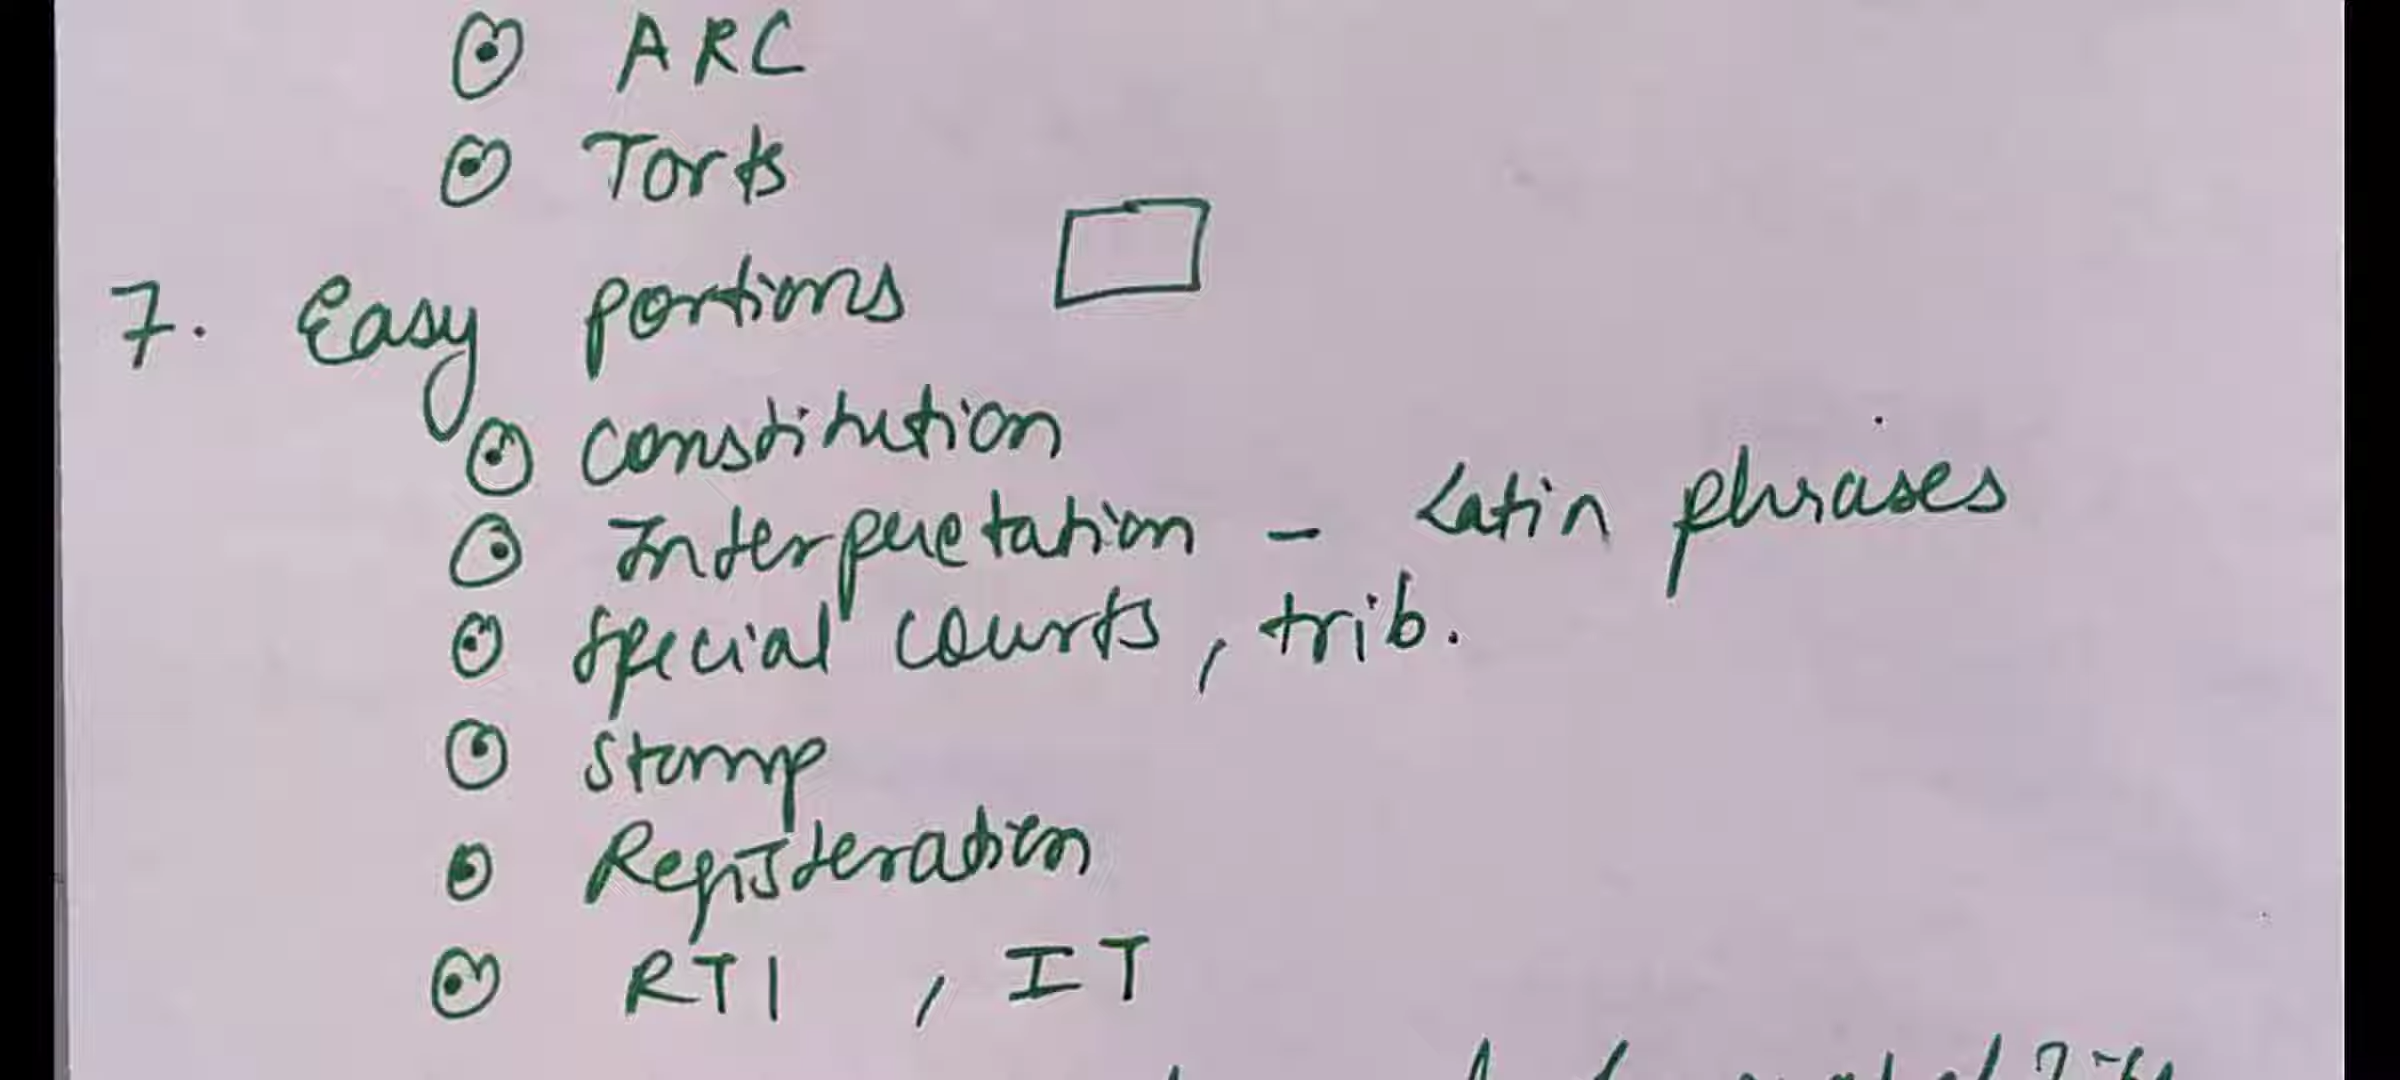 ARC
Torts
7. Easy portions
Constitution
Interpretation - Latin phrases
Special courts, trib.
Stamp
Registeration
RTI, IT